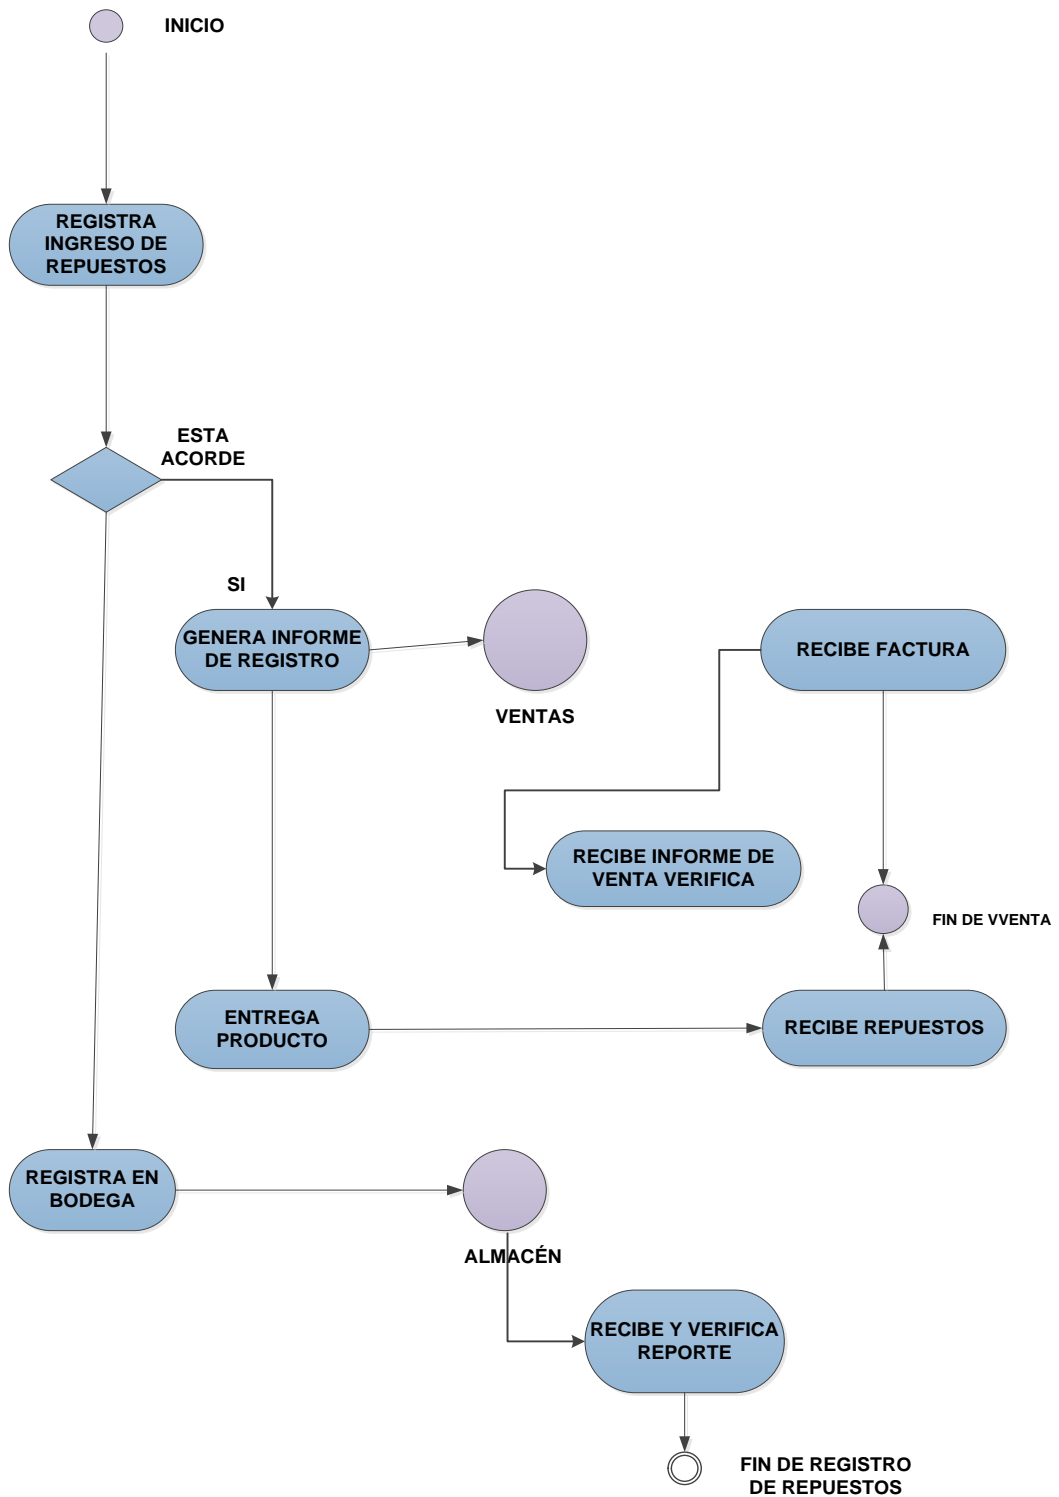 INICIO
REGISTRA
INGRESO DE
REPUESTOS
ESTA
ACORDE
SI
GENERA INFORME
DE REGISTRO
VENTAS
RECIBE FACTURA
RECIBE INFORME DE
VENTA VERIFICA
FIN DE VVENTA
ENTREGA
PRODUCTO
RECIBE REPUESTOS
REGISTRA EN
BODEGA
ALMACÉN
RECIBE Y VERIFICA
REPORTE
FIN DE REGISTRO
DE REPUESTOS